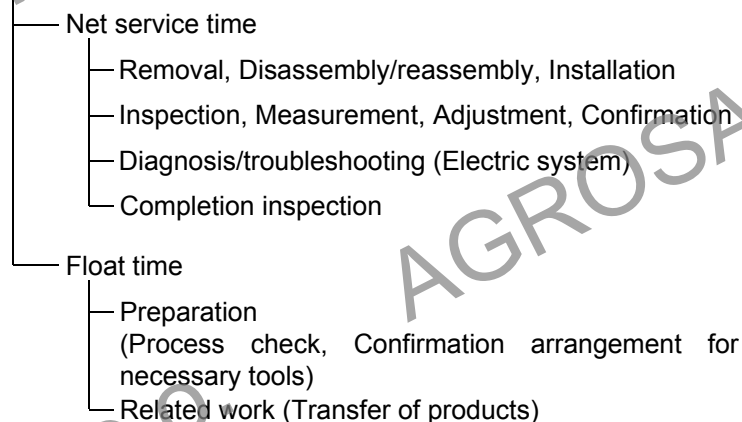 Net service time
Removal, Disassembly/reassembly, Installation
Inspection, Measurement, Adjustment, Confirmation
Diagnosis/troubleshooting (Electric system)
Completion inspection
AGROSA
Float time
Preparation
(Process check, Confirmation arrangement for
necessary tools)
Related work (Transfer of products)